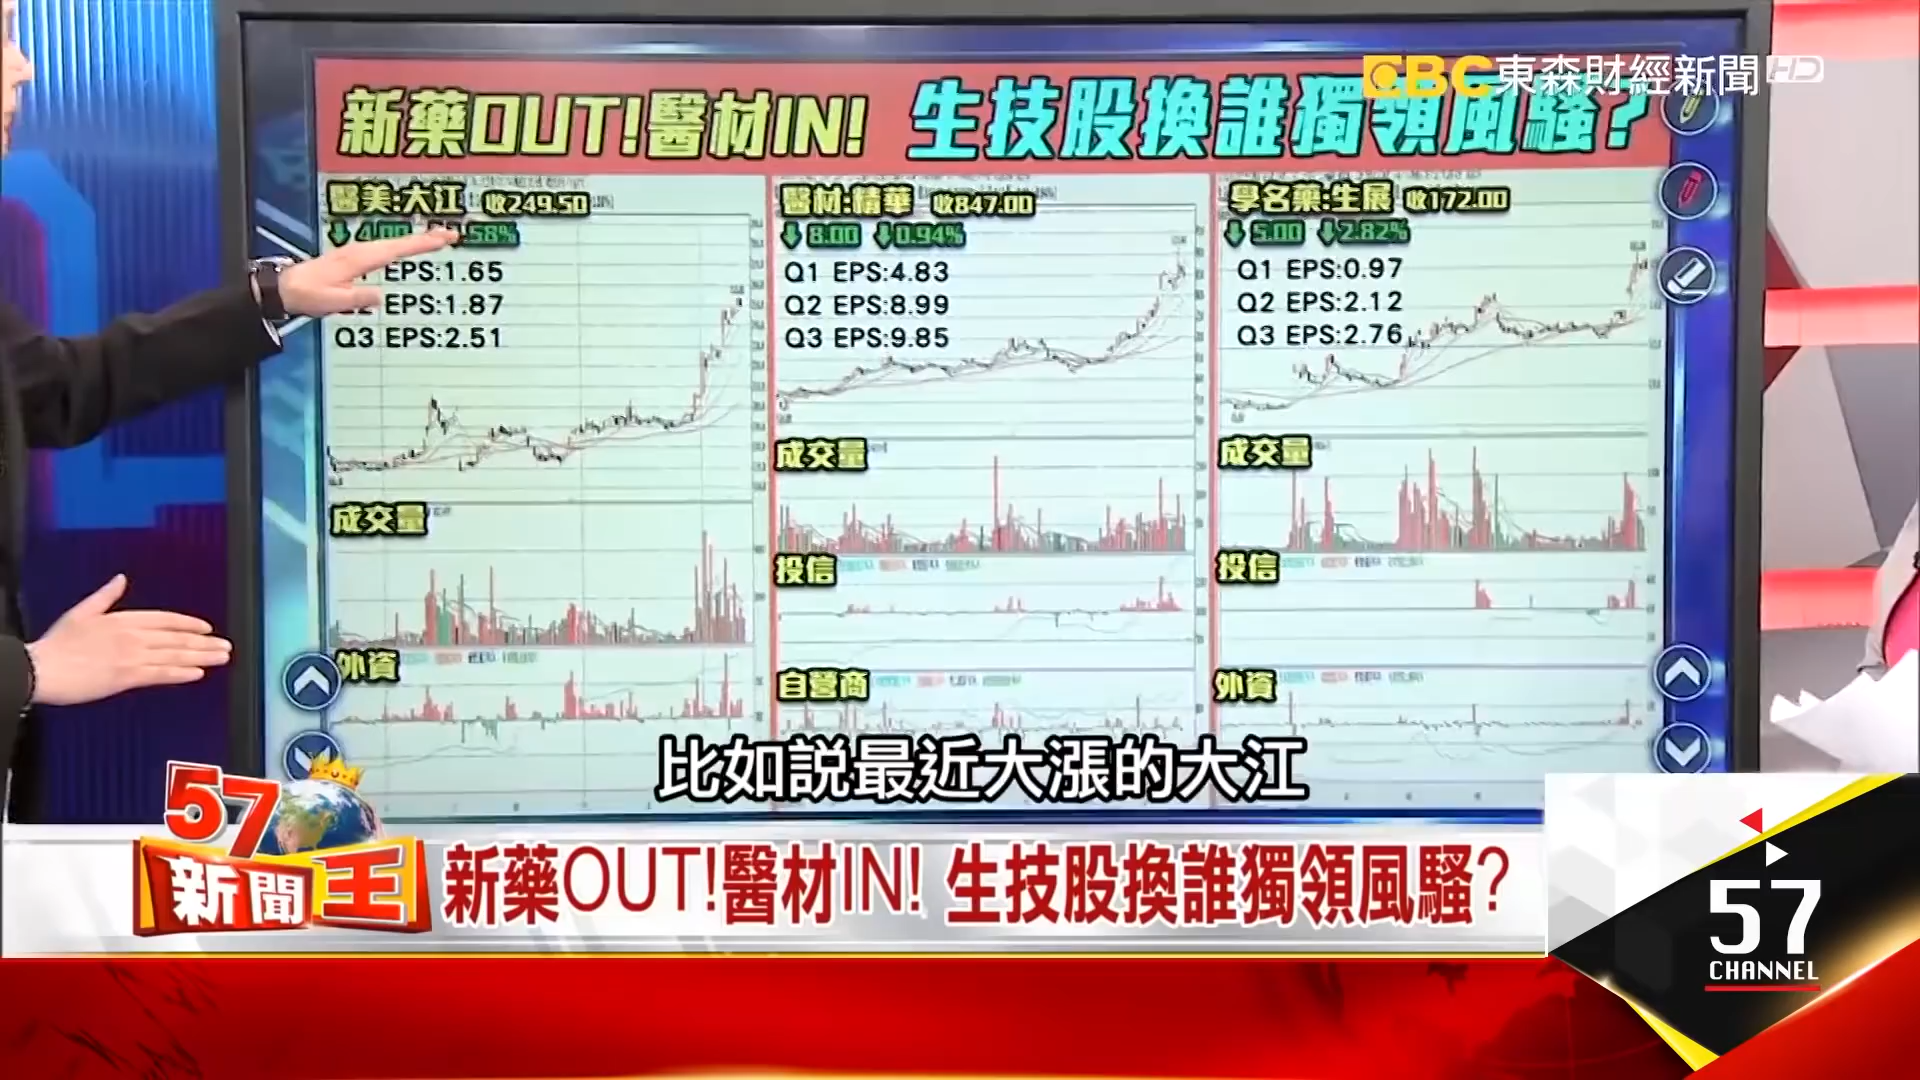 EBC 東森財經新聞 HD
新藥OUT!醫材IN! 生技股換誰獨領風騷?
醫美:大江 收249.50
4.00 .58%
EPS:1.65
EPS:1.87
Q3 EPS:2.51
成交量
外資
醫材:精華 收847.00
8.00 0.94%
Q1 EPS:4.83
Q2 EPS:8.99
Q3 EPS:9.85
成交量
投信
自營商
學名藥:生展 收172.00
5.00 2.82%
Q1 EPS:0.97
Q2 EPS:2.12
Q3 EPS:2.76
成交量
投信
外資
比如說最近大漲的大江
57新聞王
新藥OUT!醫材IN! 生技股換誰獨領風騷?
57
CHANNEL